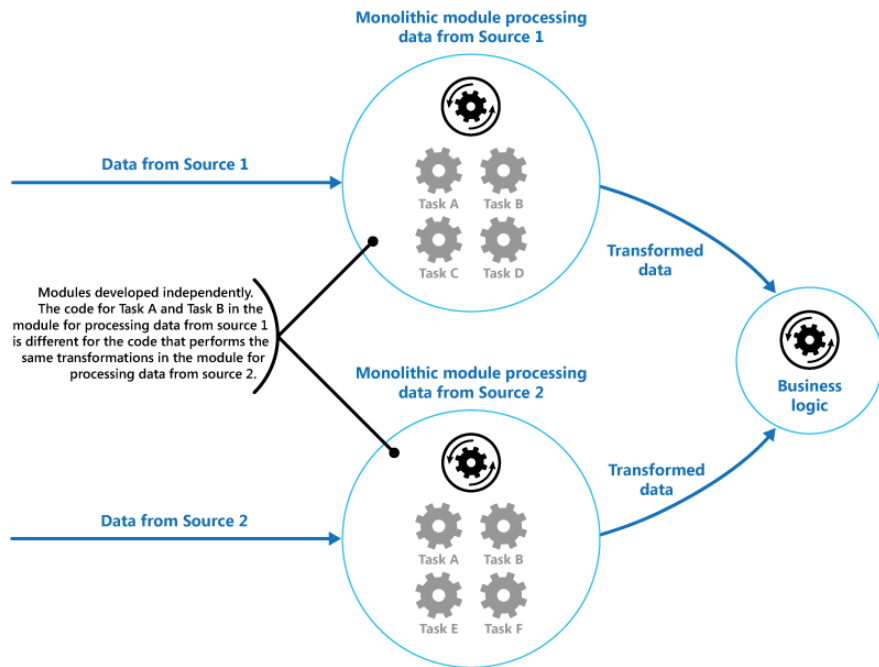 Monolithic module processing
data from Source 1
Data from Source 1
Task A
Task B
Task C
Task D
Transformed
data
Modules developed independently.
The code for Task A and Task B in the
module for processing data from source 1
is different for the code that performs the
same transformations in the module for
processing data from source 2.
Business
logic
Monolithic module processing
data from Source 2
Data from Source 2
Task A
Task B
Task E
Task F
Transformed
data